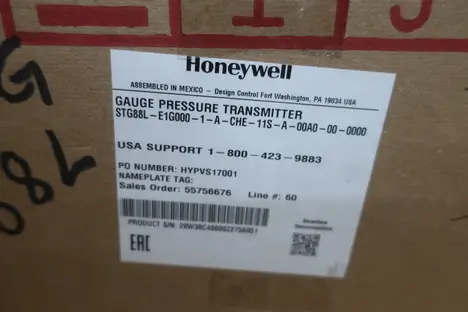 Honeywell
ASSEMBLED IN MEXICO - Design Control Fort Washington, PA 19034 USA
GAUGE PRESSURE TRANSMITTER
STG88L-E1G000-1-A-CHE-11S-A-00A0-00-0000
USA SUPPORT 1-800-423-9883
PO NUMBER: HYPVS17001
NAMEPLATE TAG:
Sales Order: 55756676 Line #: 60
PRODUCT S/N:
EAC
G